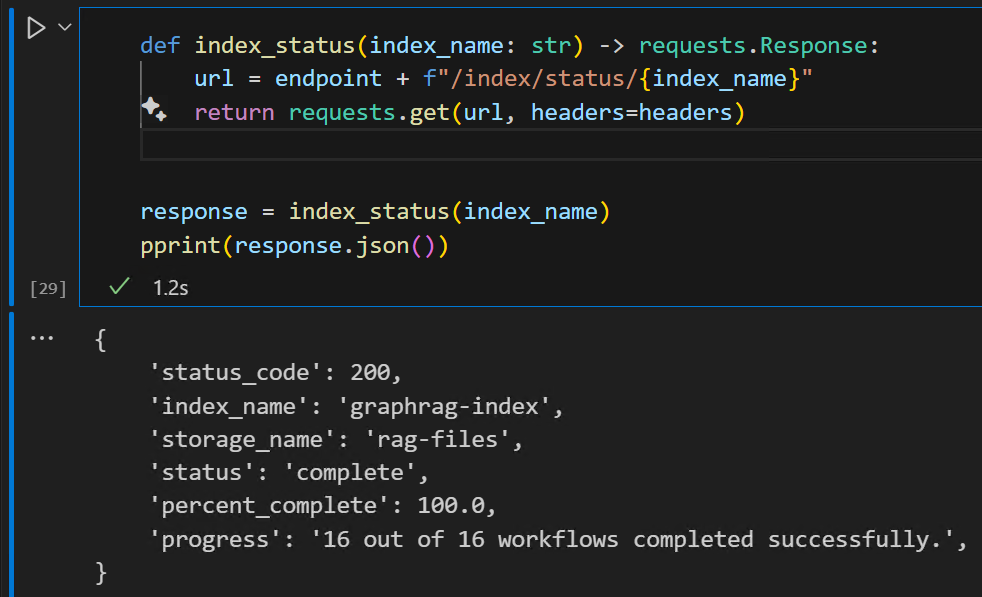 def index_status(index_name: str) -> requests.Response:
    url = endpoint + f"/index/status/{index_name}"
    return requests.get(url, headers=headers)
response = index_status(index_name)
pprint(response.json())
[29]
1.2s
...
{
    'status_code': 200,
    'index_name': 'graphrag-index',
    'storage_name': 'rag-files',
    'status': 'complete',
    'percent_complete': 100.0,
    'progress': '16 out of 16 workflows completed successfully.',
}